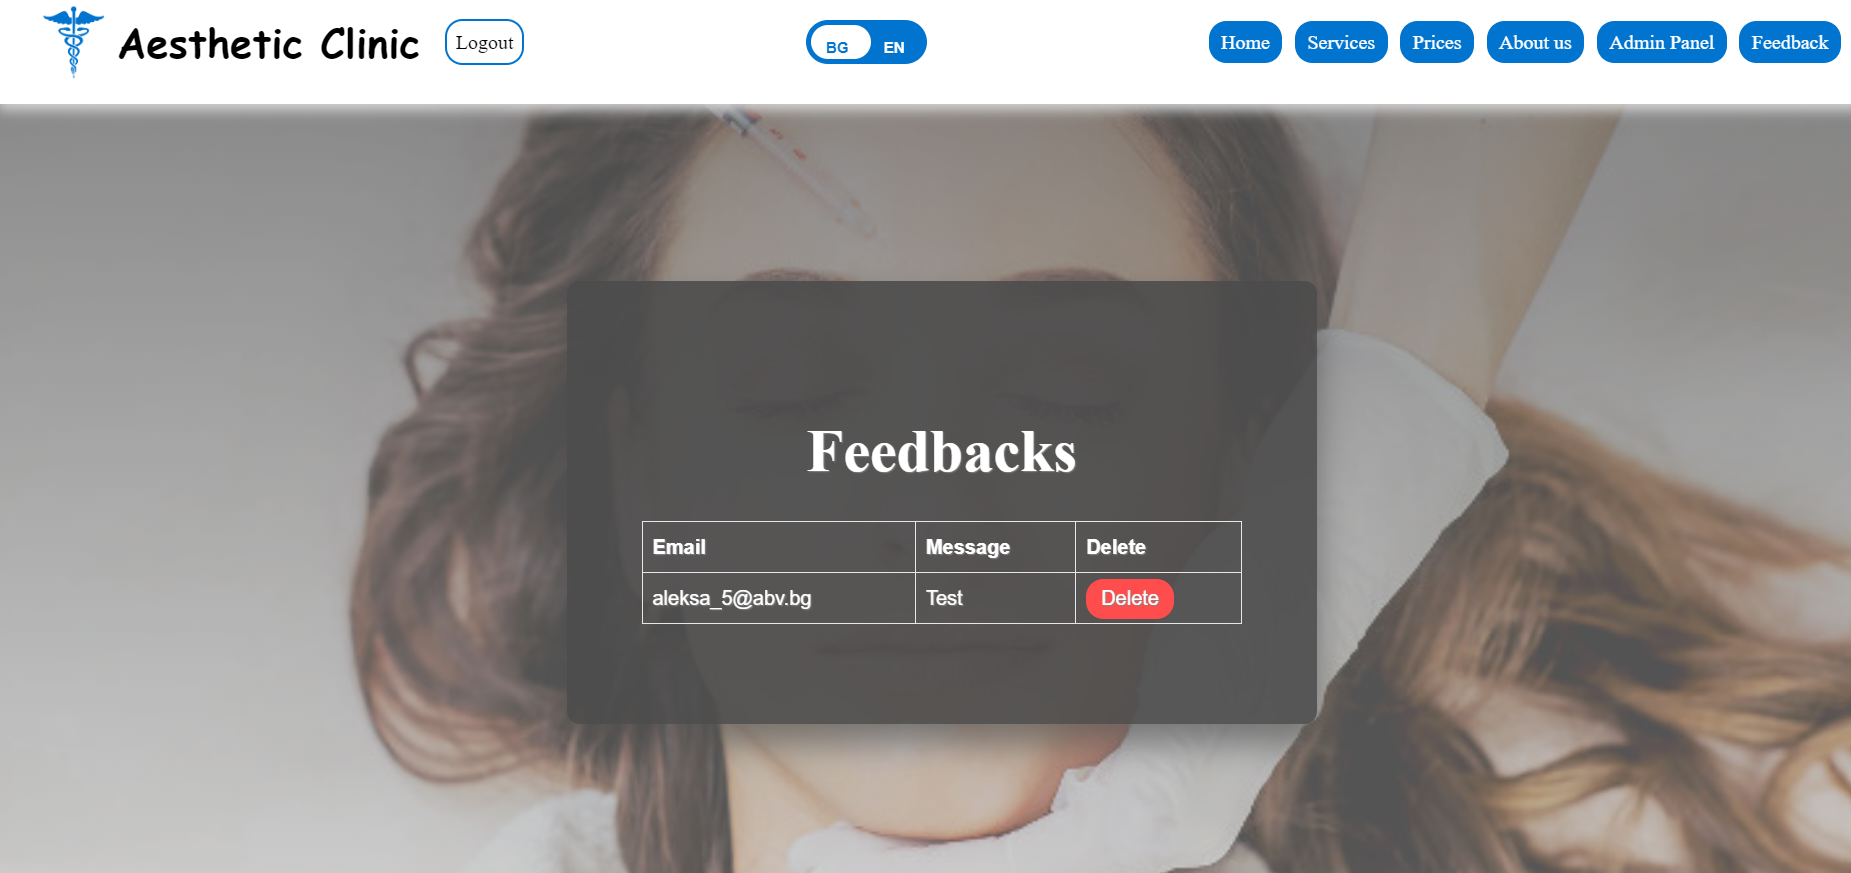 Aesthetic Clinic
Logout
BG EN
Home Services Prices About us Admin Panel Feedback
Feedbacks
Email Message Delete
aleksa_5@abv.bg Test Delete